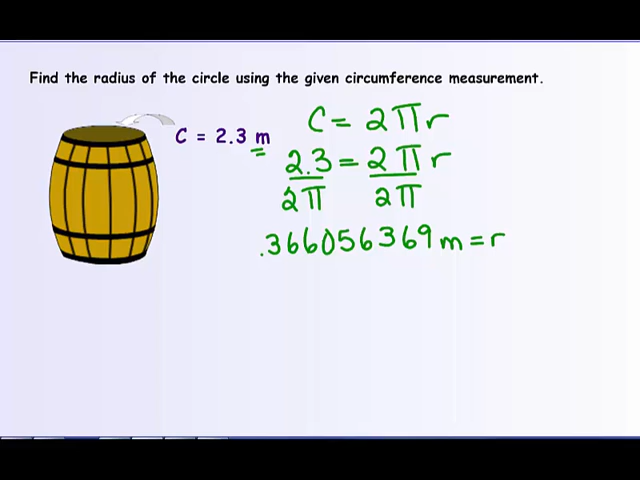 Find the radius of the circle using the given circumference measurement.
C = 2.3 m
C = 2πr
2.3 = 2πr
2π 2π
.366056369m = r